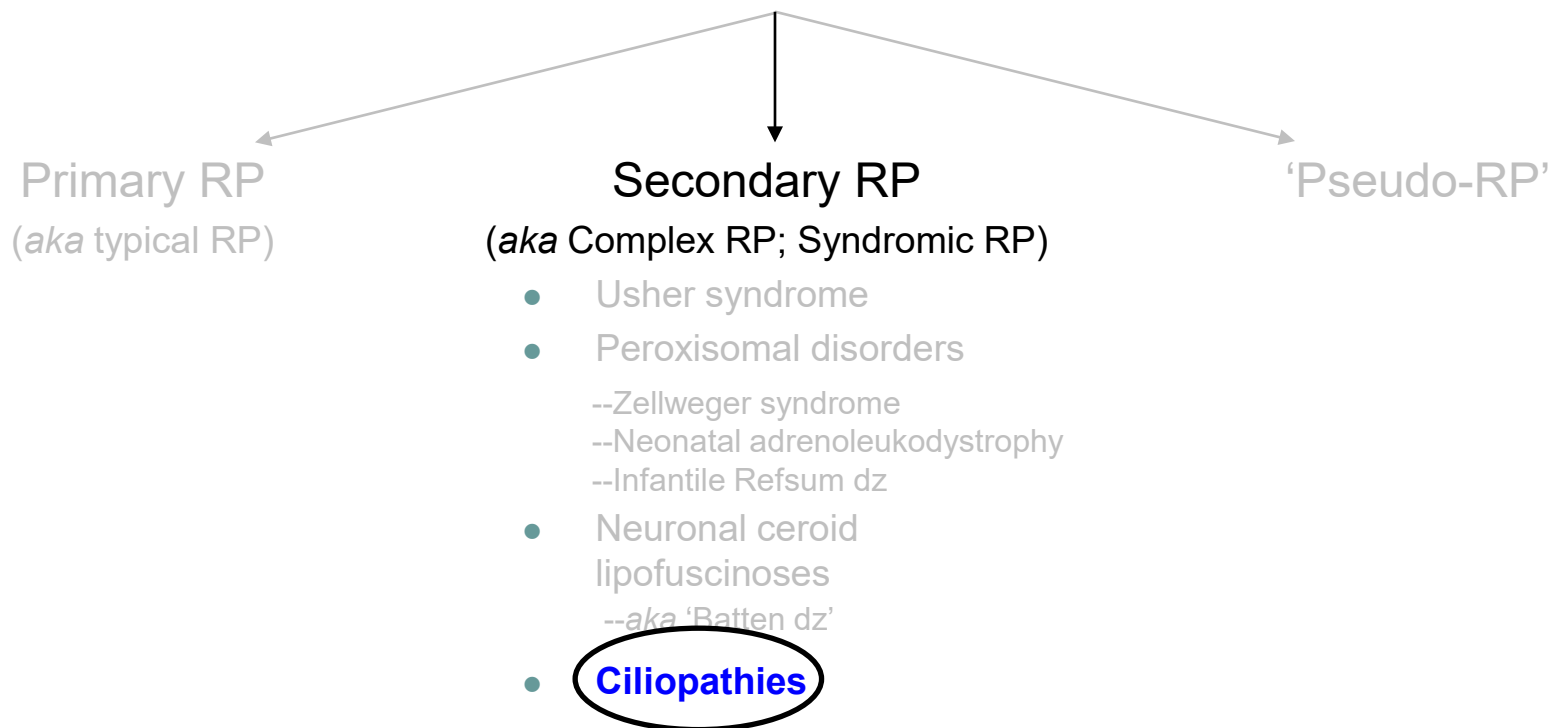 Primary RP
(aka typical RP)
Secondary RP
(aka Complex RP; Syndromic RP)
‘Pseudo-RP’
● Usher syndrome
● Peroxisomal disorders
--Zellweger syndrome
--Neonatal adrenoleukodystrophy
--Infantile Refsum dz
● Neuronal ceroid
lipofuscinoses
--aka ‘Batten dz’
● Ciliopathies